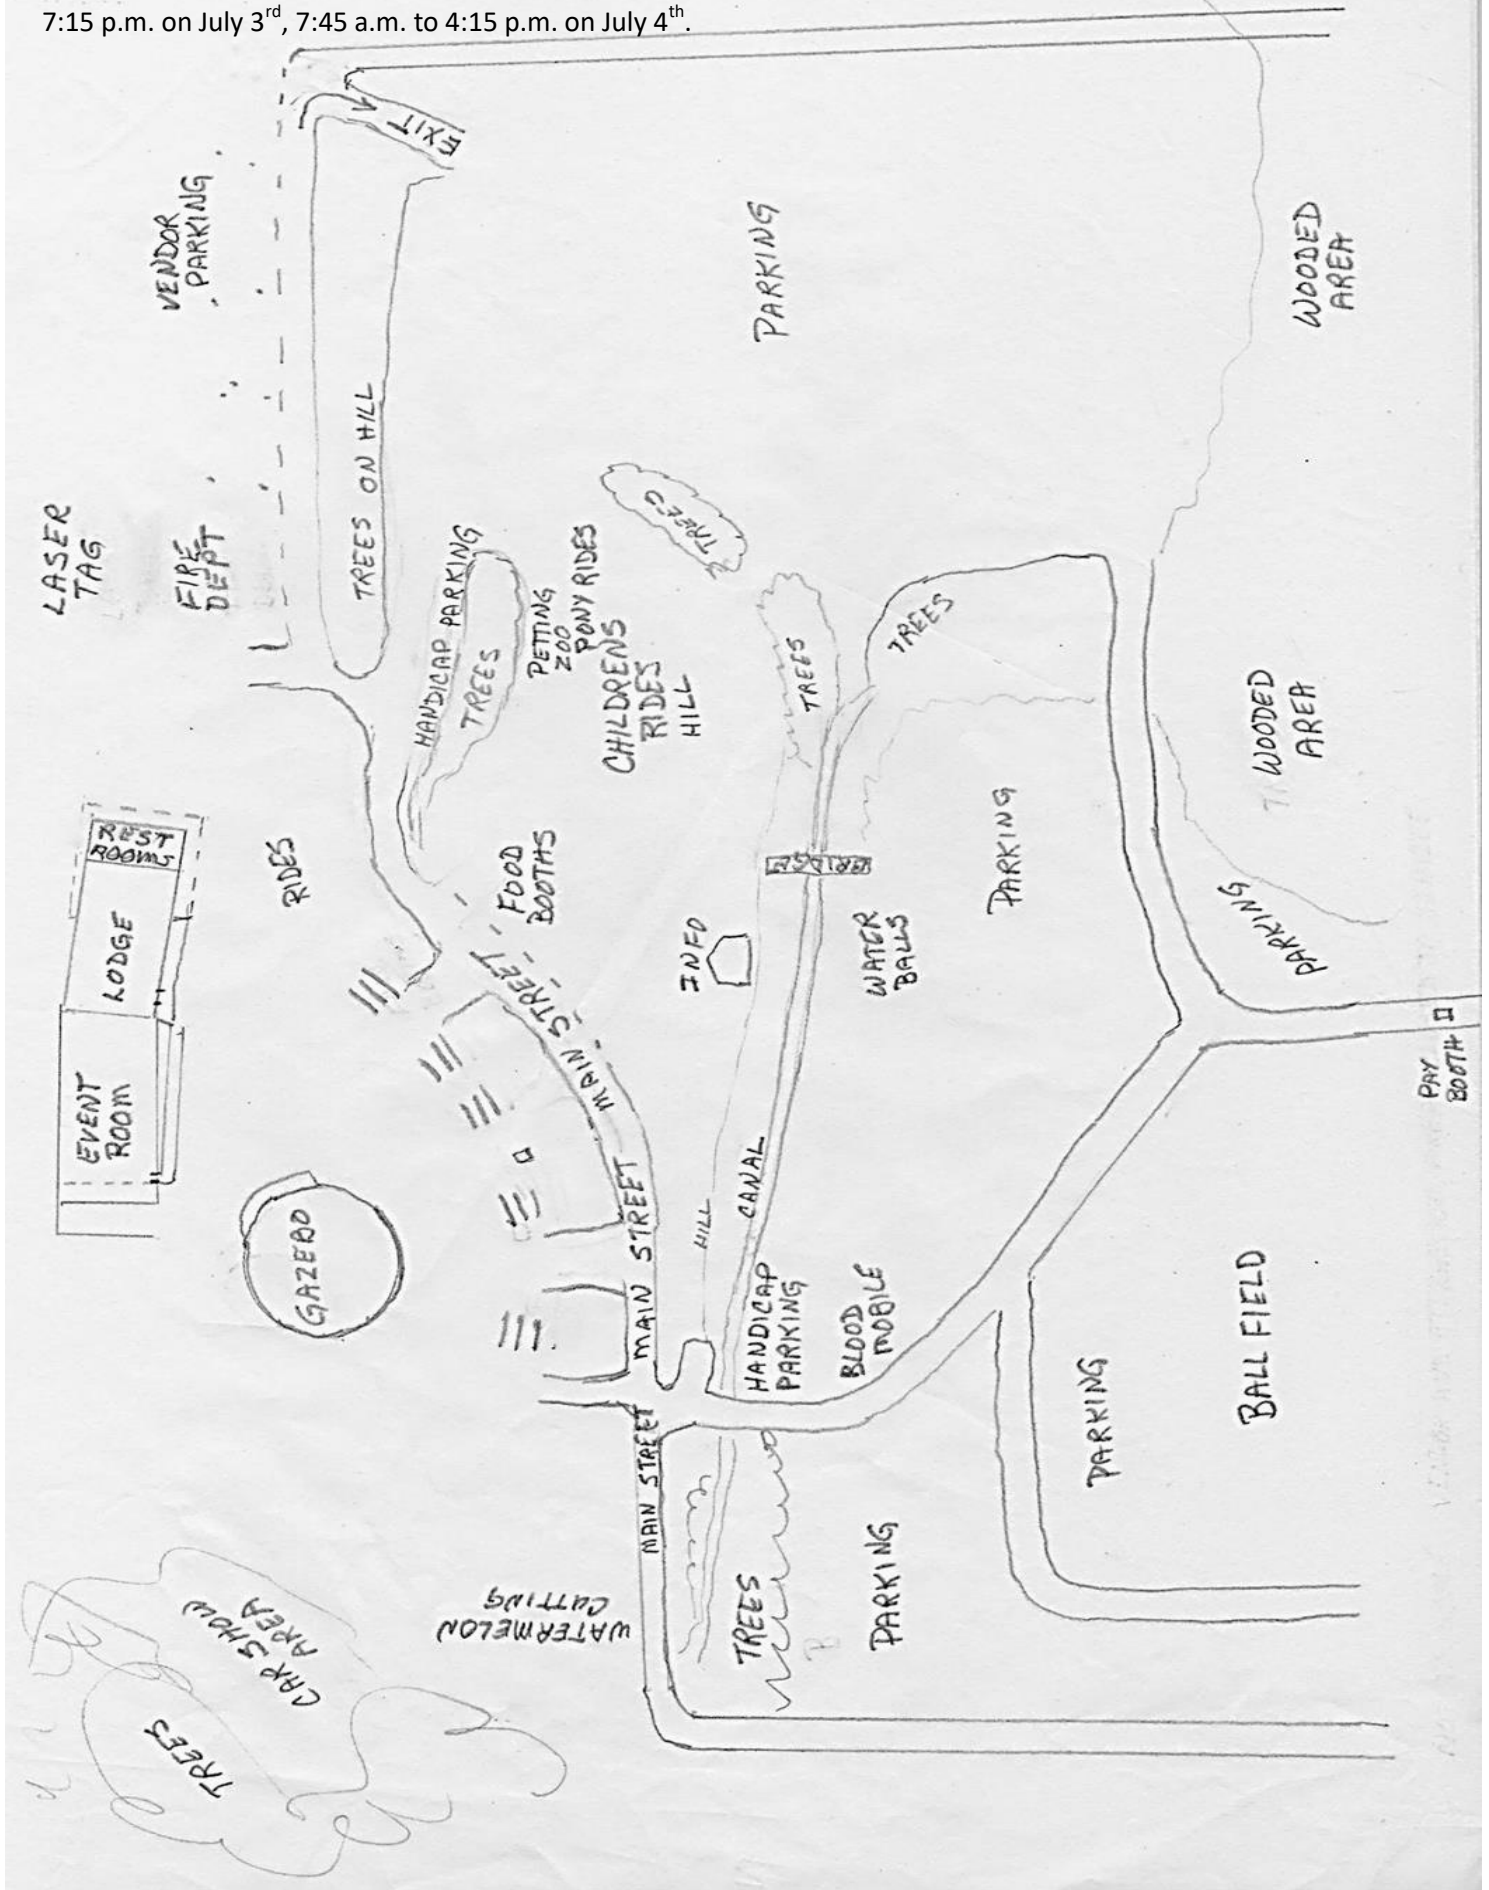 7:15 p.m. on July 3rd, 7:45 a.m. to 4:15 p.m. on July 4th.
EXIT
VENDOR
PARKING
PARKING
WOODED
AREA
LASER
TAG
FIRE
DEPT
TREES ON HILL
HANDICAP PARKING
TREES
PETTING
ZOO
PONY RIDES
CHILDRENS
RIDES
HILL
TREES
TREES
TREES
WOODED
AREA
REST
ROOMS
LODGE
EVENT
ROOM
RIDES
FOOD
BOOTHS
INFO
BRIDGE
WATER
BALLS
PARKING
PARKING
PARKING
PAY
BOOTH
MAIN STREET
MAIN STREET
MAIN STREET
MAIN STREET
GAZEBO
HILL
CANAL
HANDICAP
PARKING
BLOOD
MOBILE
PARKING
BALL FIELD
WATERMELON
CUTTING
TREES
PARKING
CAR SHOW
AREA
TREES